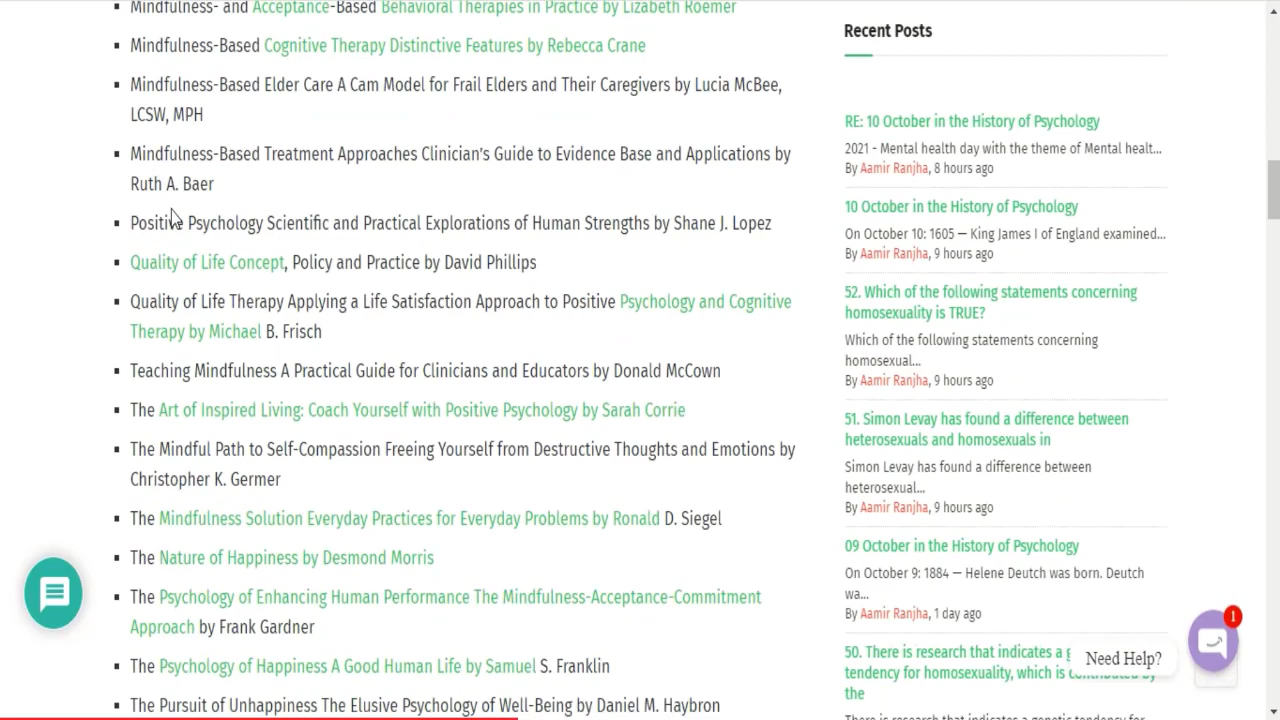 Mindfulness- and Acceptance-Based Behavioral Therapies in Practice by Lizabeth Roemer
Mindfulness-Based Cognitive Therapy Distinctive Features by Rebecca Crane
Mindfulness-Based Elder Care A Cam Model for Frail Elders and Their Caregivers by Lucia McBee,
LCSW, MPH
Mindfulness-Based Treatment Approaches Clinician's Guide to Evidence Base and Applications by
Ruth A. Baer
Positive Psychology Scientific and Practical Explorations of Human Strengths by Shane J. Lopez
Quality of Life Concept, Policy and Practice by David Phillips
Quality of Life Therapy Applying a Life Satisfaction Approach to Positive Psychology and Cognitive
Therapy by Michael B. Frisch
Teaching Mindfulness A Practical Guide for Clinicians and Educators by Donald McCown
The Art of Inspired Living: Coach Yourself with Positive Psychology by Sarah Corrie
The Mindful Path to Self-Compassion Freeing Yourself from Destructive Thoughts and Emotions by
Christopher K. Germer
The Mindfulness Solution Everyday Practices for Everyday Problems by Ronald D. Siegel
The Nature of Happiness by Desmond Morris
The Psychology of Enhancing Human Performance The Mindfulness-Acceptance-Commitment
Approach by Frank Gardner
The Psychology of Happiness A Good Human Life by Samuel S. Franklin
The Pursuit of Unhappiness The Elusive Psychology of Well-Being by Daniel M. Haybron
Recent Posts
RE: 10 October in the History of Psychology
2021 - Mental health day with the theme of Mental healt...
By Aamir Ranjha, 8 hours ago
10 October in the History of Psychology
On October 10: 1605 — King James I of England examined...
By Aamir Ranjha, 9 hours ago
52. Which of the following statements concerning
homosexuality is TRUE?
Which of the following statements concerning
homosexual...
By Aamir Ranjha, 9 hours ago
51. Simon Levay has found a difference between
heterosexuals and homosexuals in
Simon Levay has found a difference between
heterosexual...
By Aamir Ranjha, 9 hours ago
09 October in the History of Psychology
On October 9: 1884 — Helene Deutch was born. Deutch
wa...
By Aamir Ranjha, 1 day ago
50. There is research that indicates a
tendency for homosexuality, which is contributed by
the
There is research that indicates a genetic tendency for
Need Help?
1